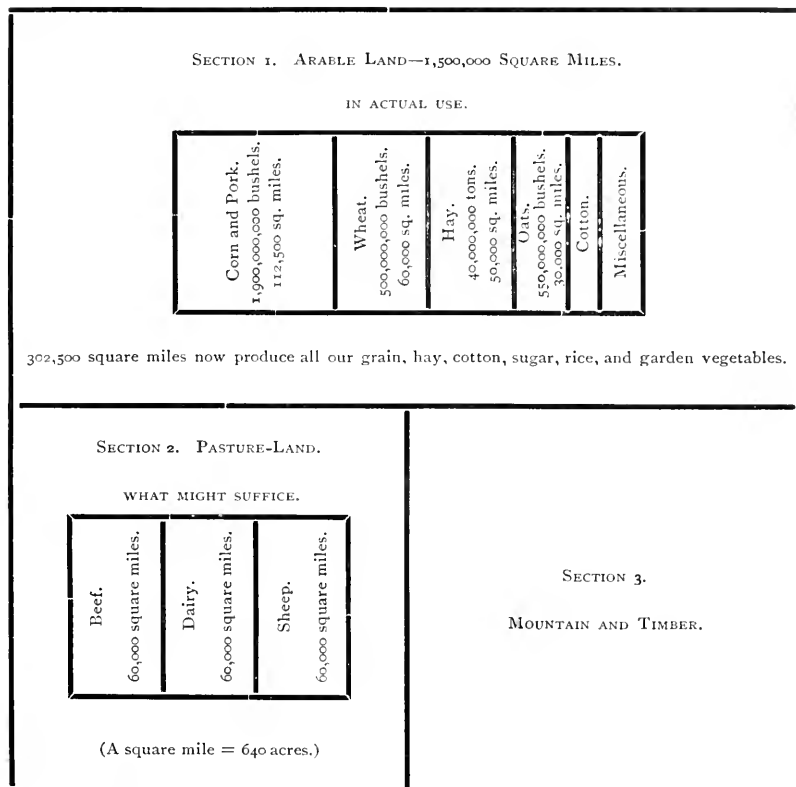 SECTION 1. ARABLE LAND—1,500,000 SQUARE MILES.
IN ACTUAL USE.
Corn and Pork.
1,900,000,000 bushels.
112,500 sq. miles.
Wheat.
500,000,000 bushels.
60,000 sq. miles.
Hay.
40,000,000 tons.
50,000 sq. miles.
Oats.
550,000,000 bushels.
30,000 sq. miles.
Cotton.
Miscellaneous.
302,500 square miles now produce all our grain, hay, cotton, sugar, rice, and garden vegetables.
SECTION 2. PASTURE-LAND.
WHAT MIGHT SUFFICE.
Beef.
60,000 square miles.
Dairy.
60,000 square miles.
Sheep.
60,000 square miles.
(A square mile = 640 acres.)
SECTION 3.
MOUNTAIN AND TIMBER.